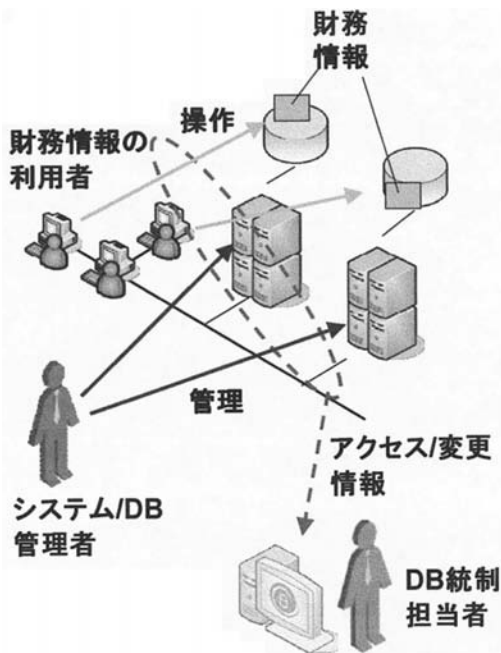 財務
情報
操作
財務情報の
利用者
管理
アクセス/変更
情報
システム/DB
管理者
DB統制
担当者